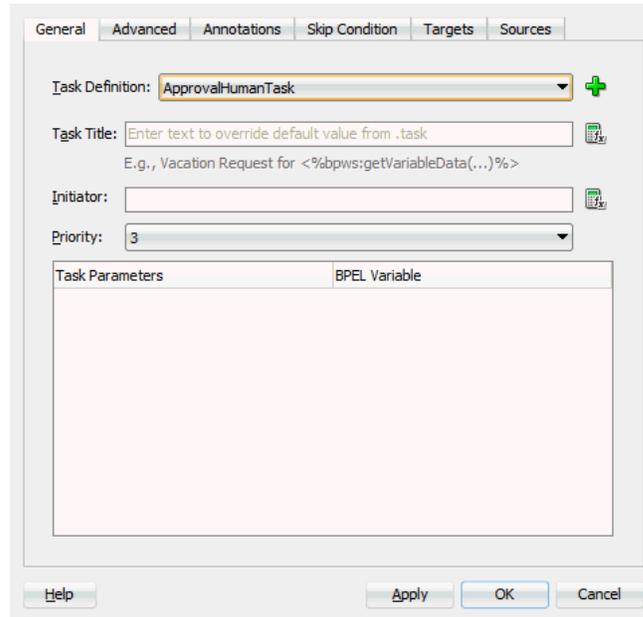 General Advanced Annotations Skip Condition Targets Sources
Task Definition: ApprovalHumanTask
Task Title: Enter text to override default value from .task
E.g., Vacation Request for <%bpws:getVariableData(...)%>
Initiator:
Priority: 3
Task Parameters BPEL Variable
Help Apply OK Cancel